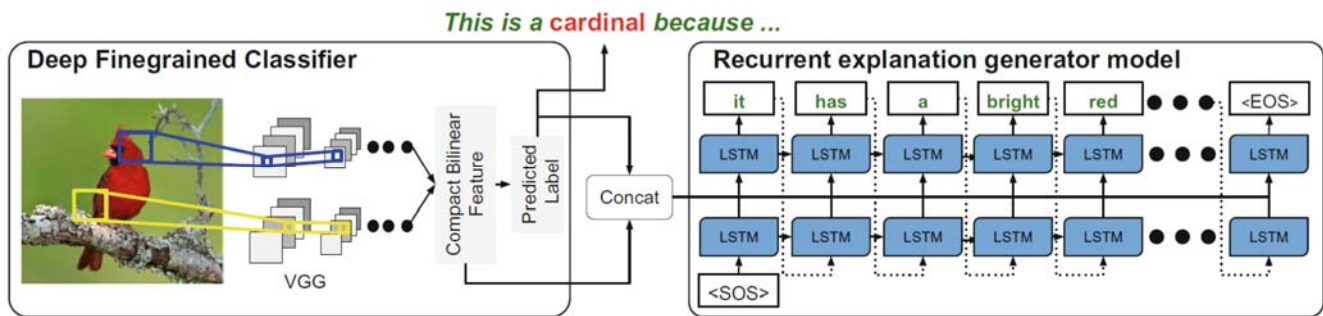 This is a cardinal because ...
Deep Finegrained Classifier
VGG
Compact Bilinear
Feature
Predicted
Label
Concat
Recurrent explanation generator model
it has a bright red <EOS>
LSTM LSTM LSTM LSTM LSTM LSTM
LSTM LSTM LSTM LSTM LSTM LSTM
<SOS>